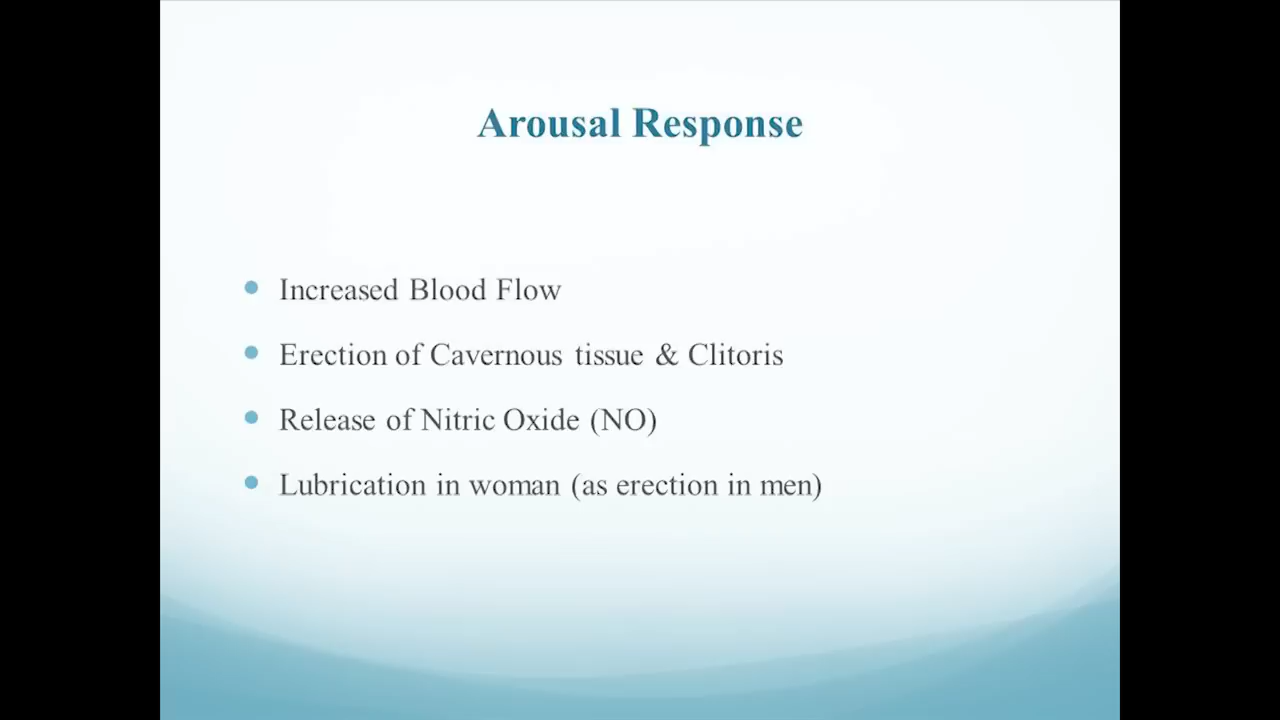 Arousal Response
Increased Blood Flow
Erection of Cavernous tissue & Clitoris
Release of Nitric Oxide (NO)
Lubrication in woman (as erection in men)